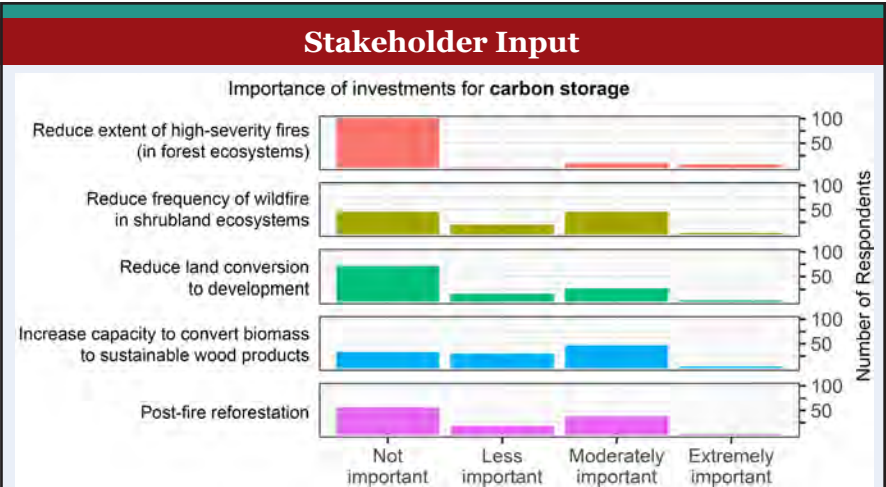 Stakeholder Input
Importance of investments for carbon storage
Reduce extent of high-severity fires
(in forest ecosystems)
100
50
Reduce frequency of wildfire
in shrubland ecosystems
100
50
Reduce land conversion
to development
100
50
Increase capacity to convert biomass
to sustainable wood products
100
50
Post-fire reforestation
100
50
Number of Respondents
Not
important
Less
important
Moderately
important
Extremely
important